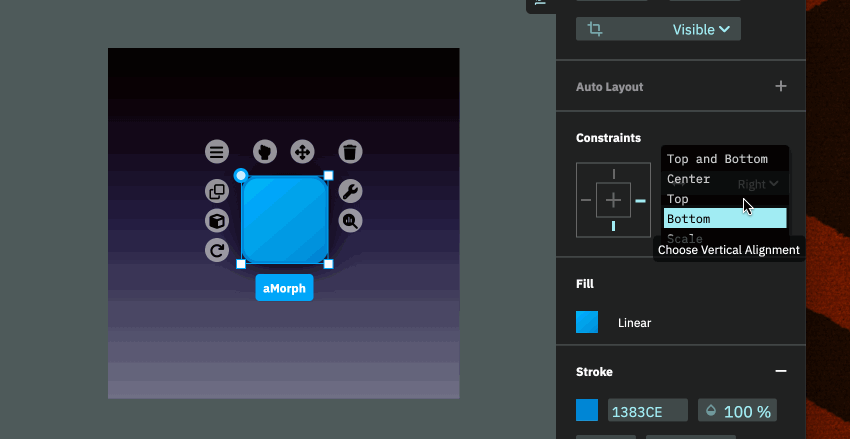 Visible
Auto Layout
Constraints
Top and Bottom
Center
Right
Top
Bottom
Scale
Choose Vertical Alignment
aMorph
Fill
Linear
Stroke
1383CE
100 %